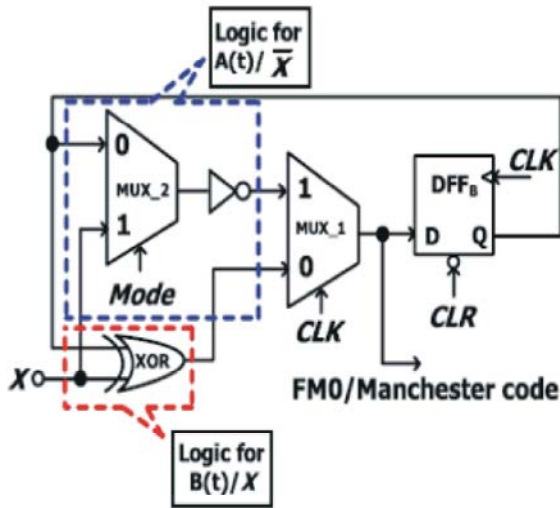 Logic for
A(t)/ X̅
0
MUX_2
1
Mode
1
MUX_1
0
CLK
DFF_B
CLK
D Q
CLR
X
XOR
FM0/Manchester code
Logic for
B(t)/X